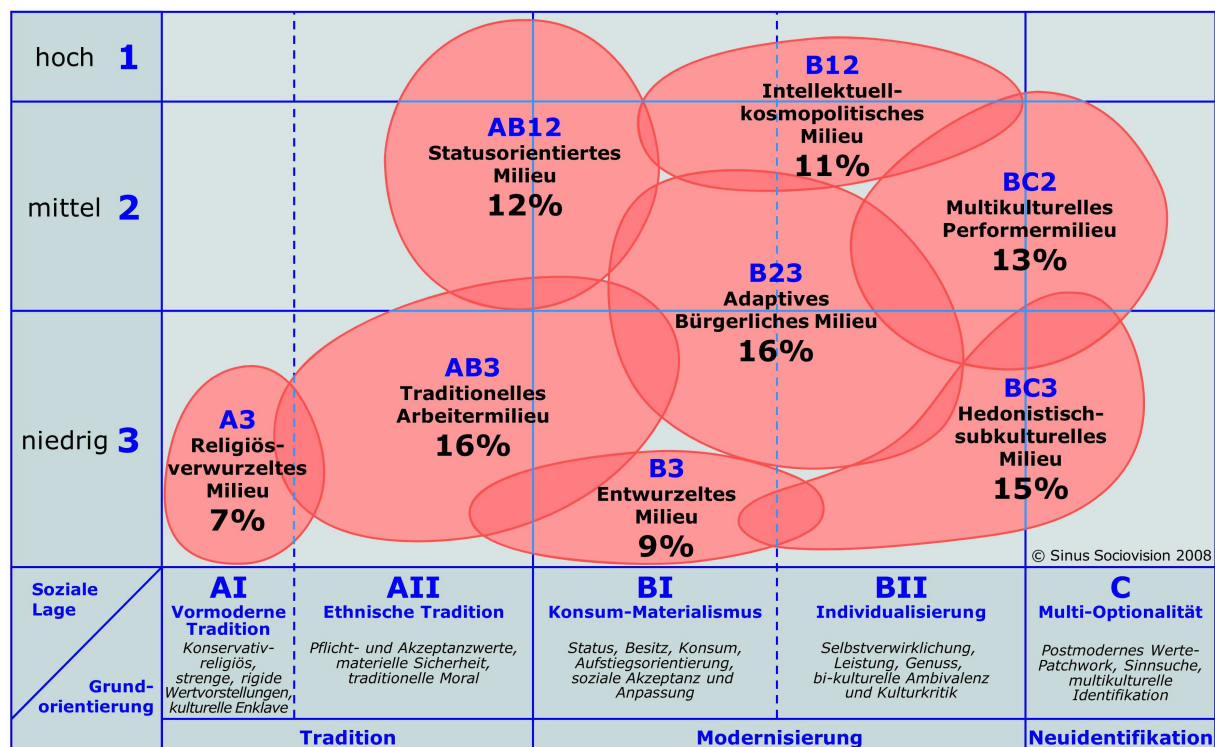 hoch 1
mittel 2
niedrig 3
AB12
Statusorientiertes
Milieu
12%
B12
Intellektuell-
kosmopolitisches
Milieu
11%
BC2
Multikulturelles
Performermilieu
13%
B23
Adaptives
Bürgerliches Milieu
16%
AB3
Traditionelles
Arbeitermilieu
16%
A3
Religiös-
verwurzeltes
Milieu
7%
B3
Entwurzeltes
Milieu
9%
BC3
Hedonistisch-
subkulturelles
Milieu
15%
© Sinus Sociovision 2008
Soziale
Lage
Grund-
orientierung
AI
Vormoderne
Tradition
Konservativ-
religiös,
strenge, rigide
Wertvorstellungen,
kulturelle Enklave
AII
Ethnische Tradition
Pflicht- und Akzeptanzwerte,
materielle Sicherheit,
traditionelle Moral
BI
Konsum-Materialismus
Status, Besitz, Konsum,
Aufstiegsorientierung,
soziale Akzeptanz und
Anpassung
BII
Individualisierung
Selbstverwirklichung,
Leistung, Genuss,
bi-kulturelle Ambivalenz
und Kulturkritik
C
Multi-Optionalität
Postmodernes Werte-
Patchwork, Sinnsuche,
multikulturelle
Identifikation
Tradition
Modernisierung
Neuidentifikation